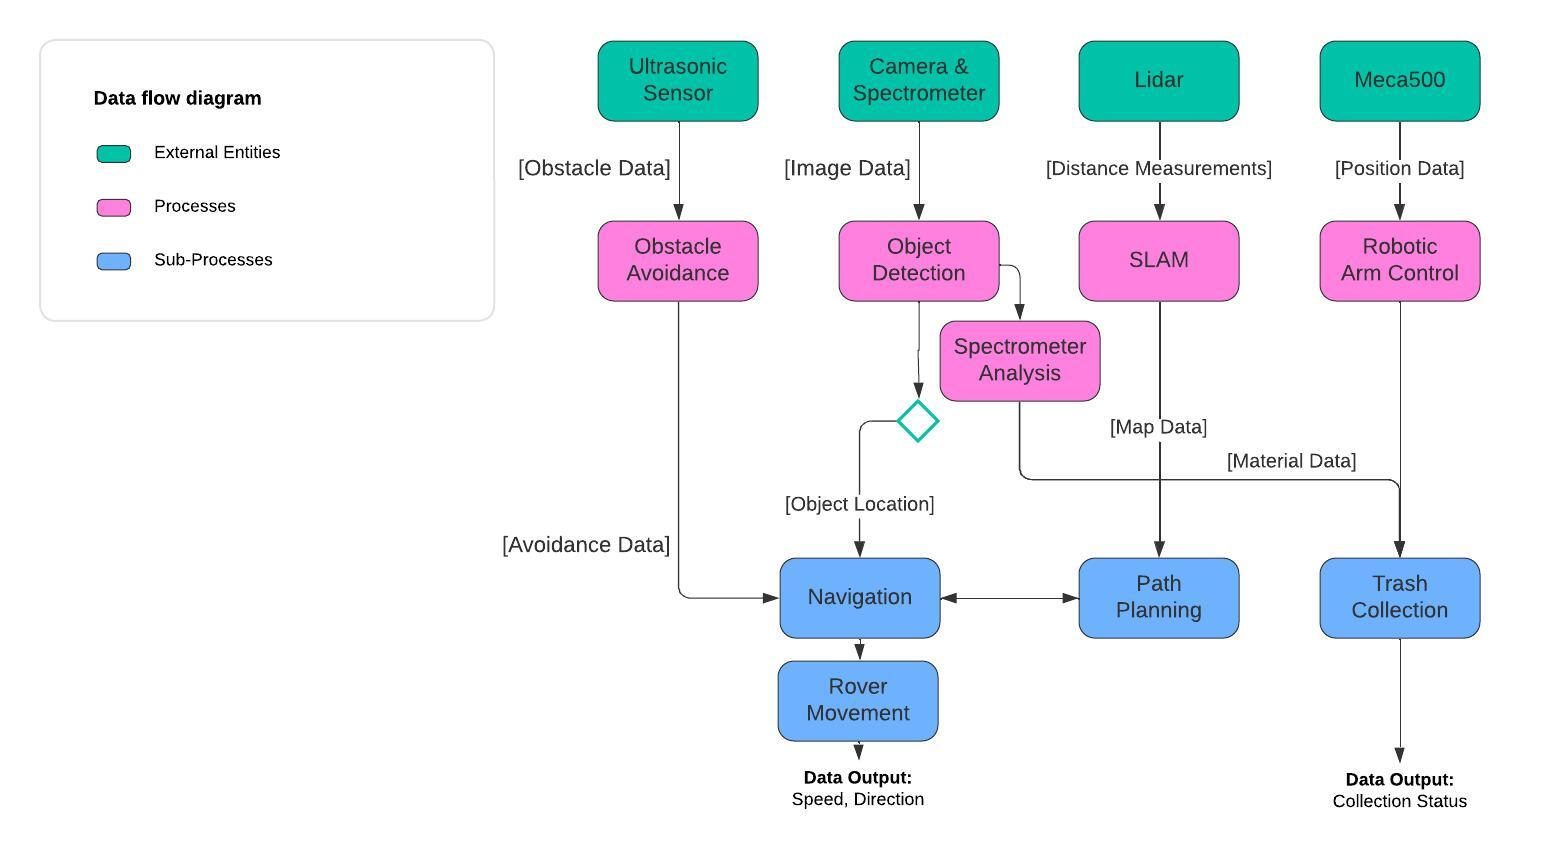 Data flow diagram
External Entities
Processes
Sub-Processes
Ultrasonic
Sensor
Camera &
Spectrometer
Lidar
Meca500
[Obstacle Data]
[Image Data]
[Distance Measurements]
[Position Data]
Obstacle
Avoidance
Object
Detection
SLAM
Robotic
Arm Control
Spectrometer
Analysis
[Map Data]
[Material Data]
[Object Location]
[Avoidance Data]
Navigation
Path
Planning
Trash
Collection
Rover
Movement
Data Output:
Speed, Direction
Data Output:
Collection Status